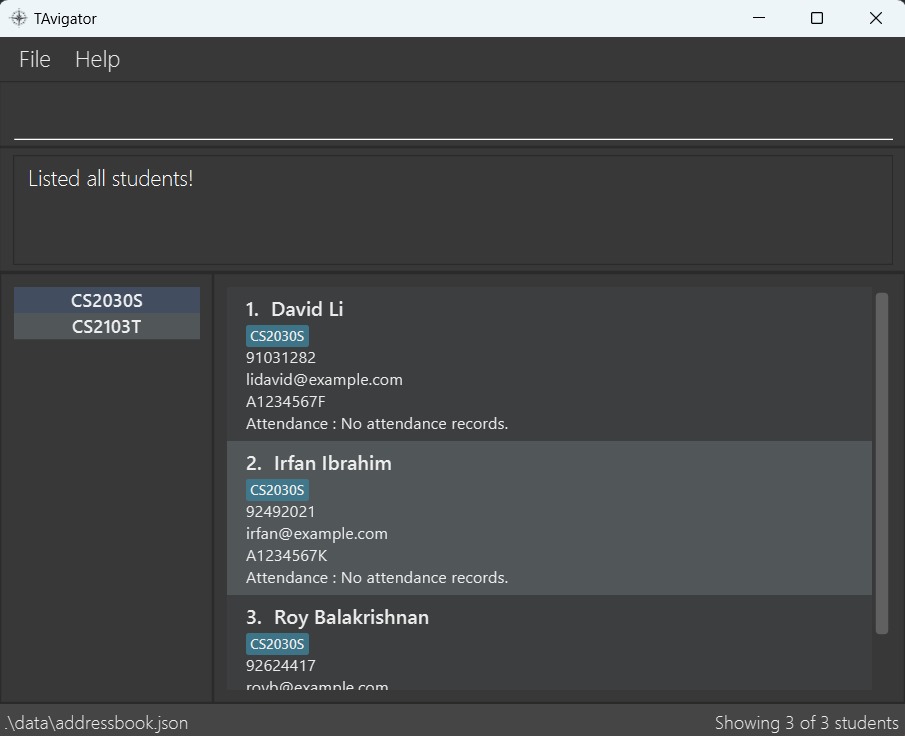 TAvigator
File Help
Listed all students!
CS2030S
CS2103T
1. David Li
CS2030S
91031282
lidavid@example.com
A1234567F
Attendance : No attendance records.
2. Irfan Ibrahim
CS2030S
92492021
irfan@example.com
A1234567K
Attendance : No attendance records.
3. Roy Balakrishnan
CS2030S
92624417
royb@example.com
.\data\addressbook.json
Showing 3 of 3 students